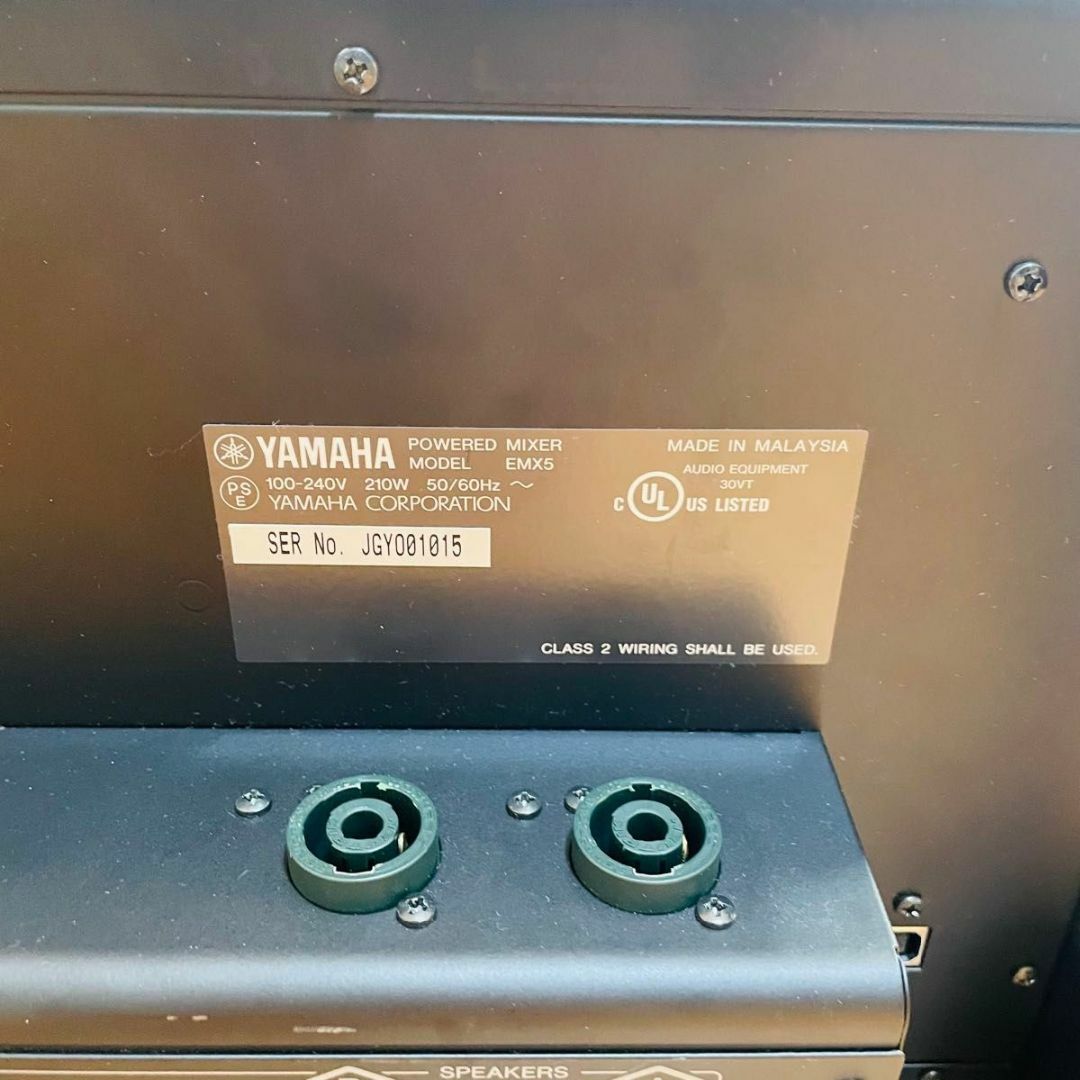 YAMAHA POWERED MIXER MADE IN MALAYSIA
MODEL EMX5 AUDIO EQUIPMENT
PSE 100-240V 210W 50/60Hz ~ 30VT
YAMAHA CORPORATION C UL US LISTED
SER No. JGYO01015
CLASS 2 WIRING SHALL BE USED.
SPEAKERS